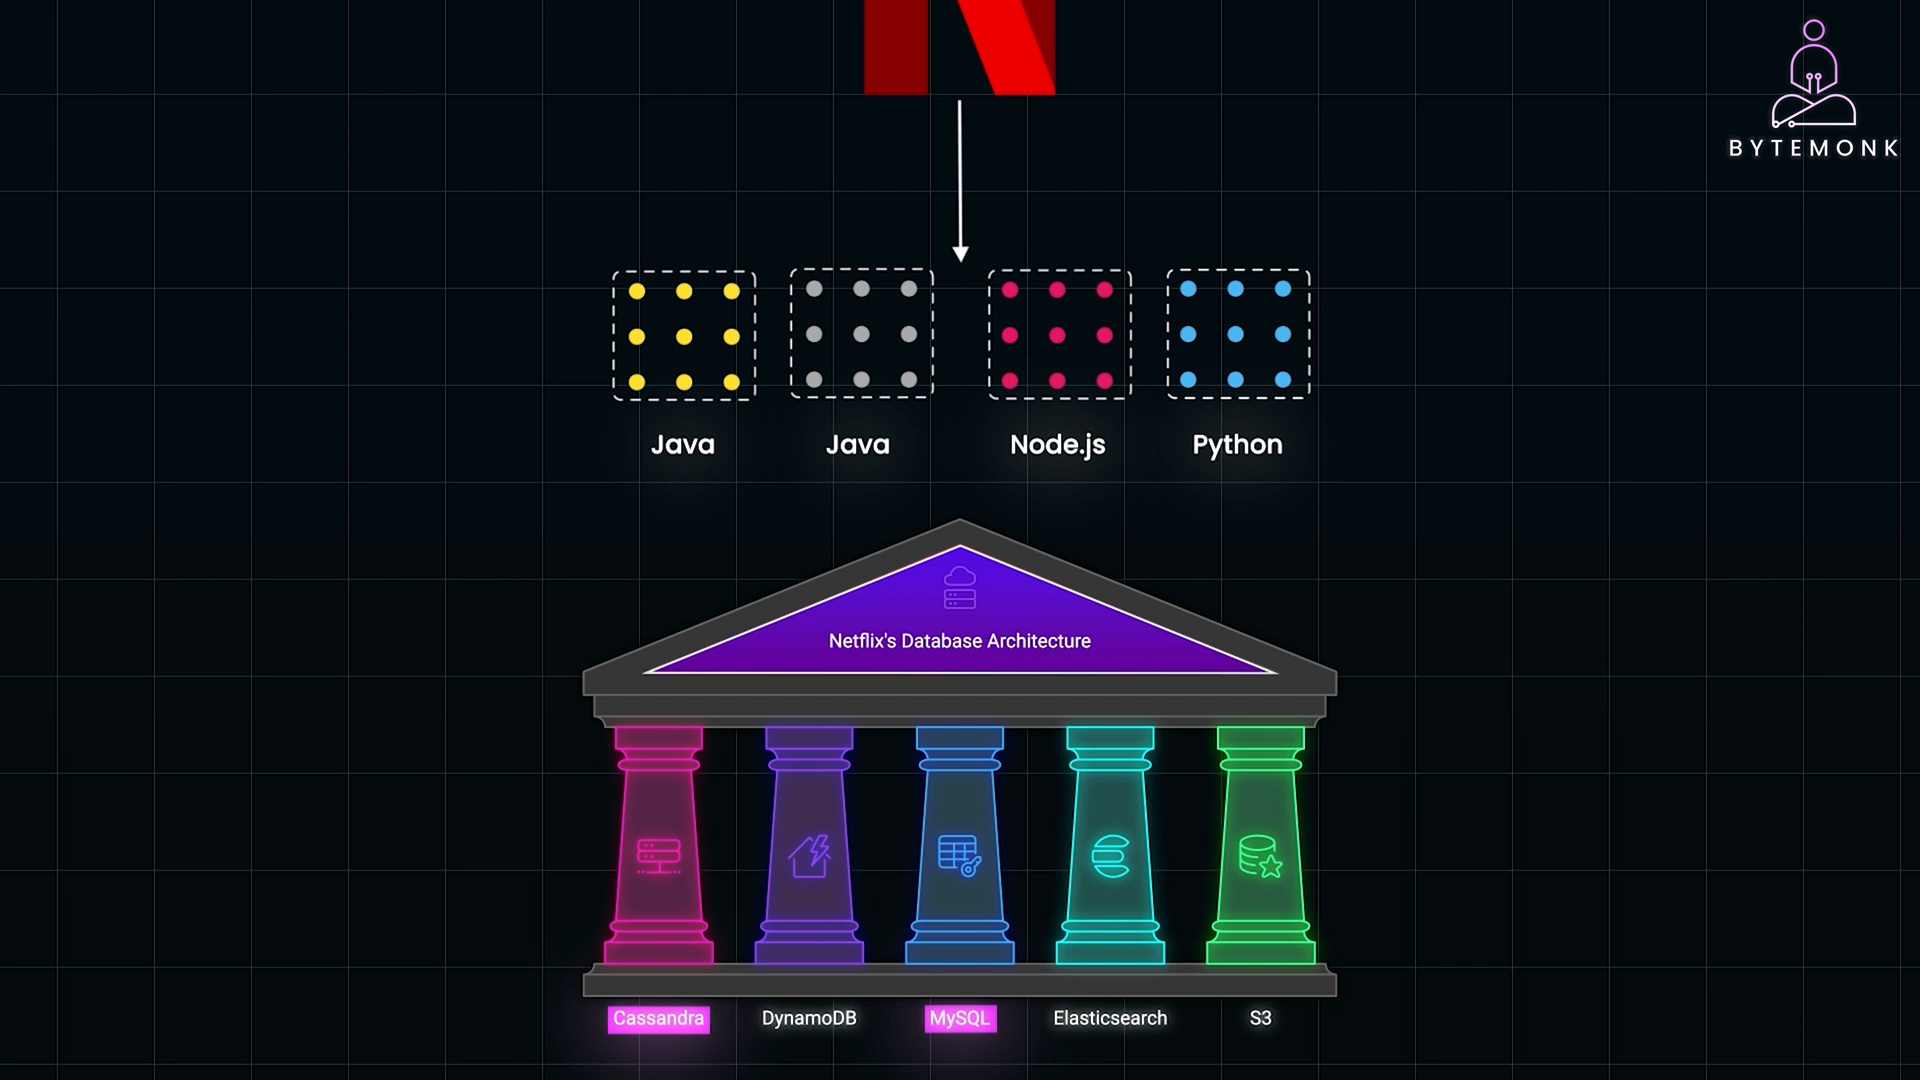 BYTEMONK
Java
Java
Node.js
Python
Netflix's Database Architecture
Cassandra
DynamoDB
MySQL
Elasticsearch
S3